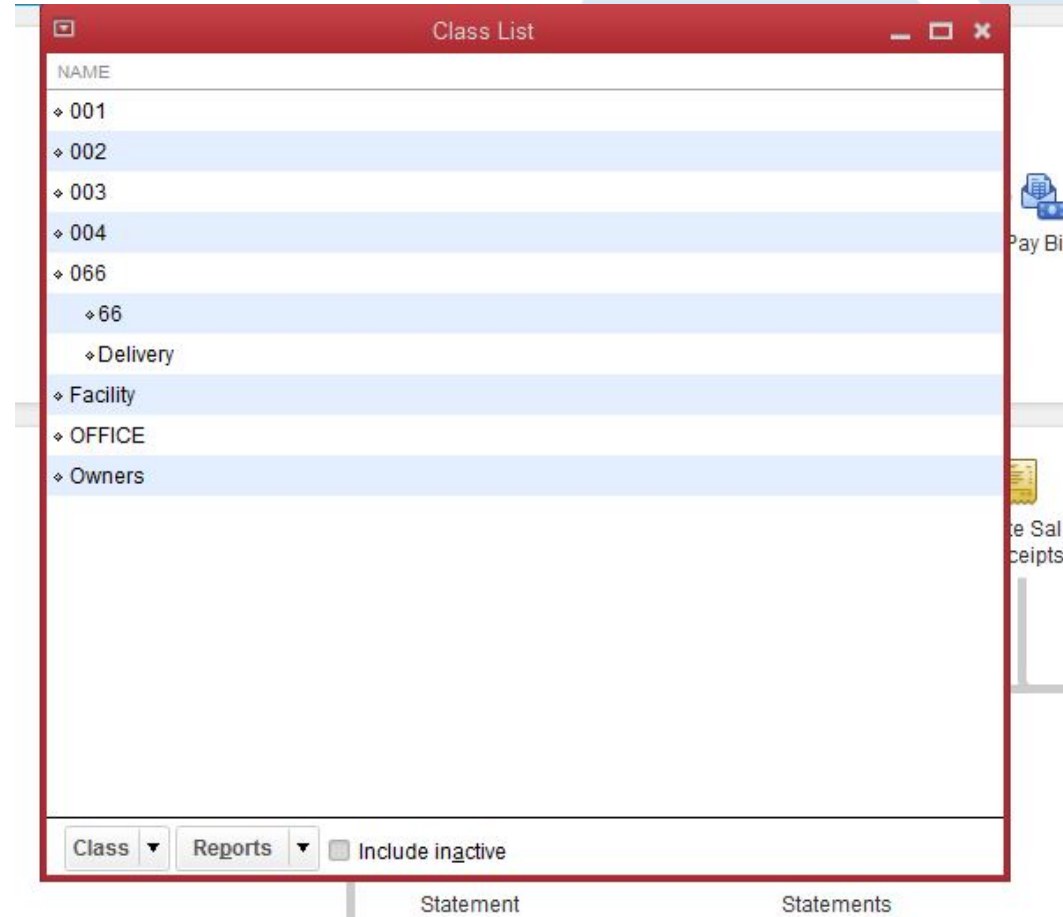 Class List
NAME
001
002
003
004
066
66
Delivery
Facility
OFFICE
Owners
Class
Reports
Include inactive
Pay Bi
te Sal
ceipts
Statement
Statements